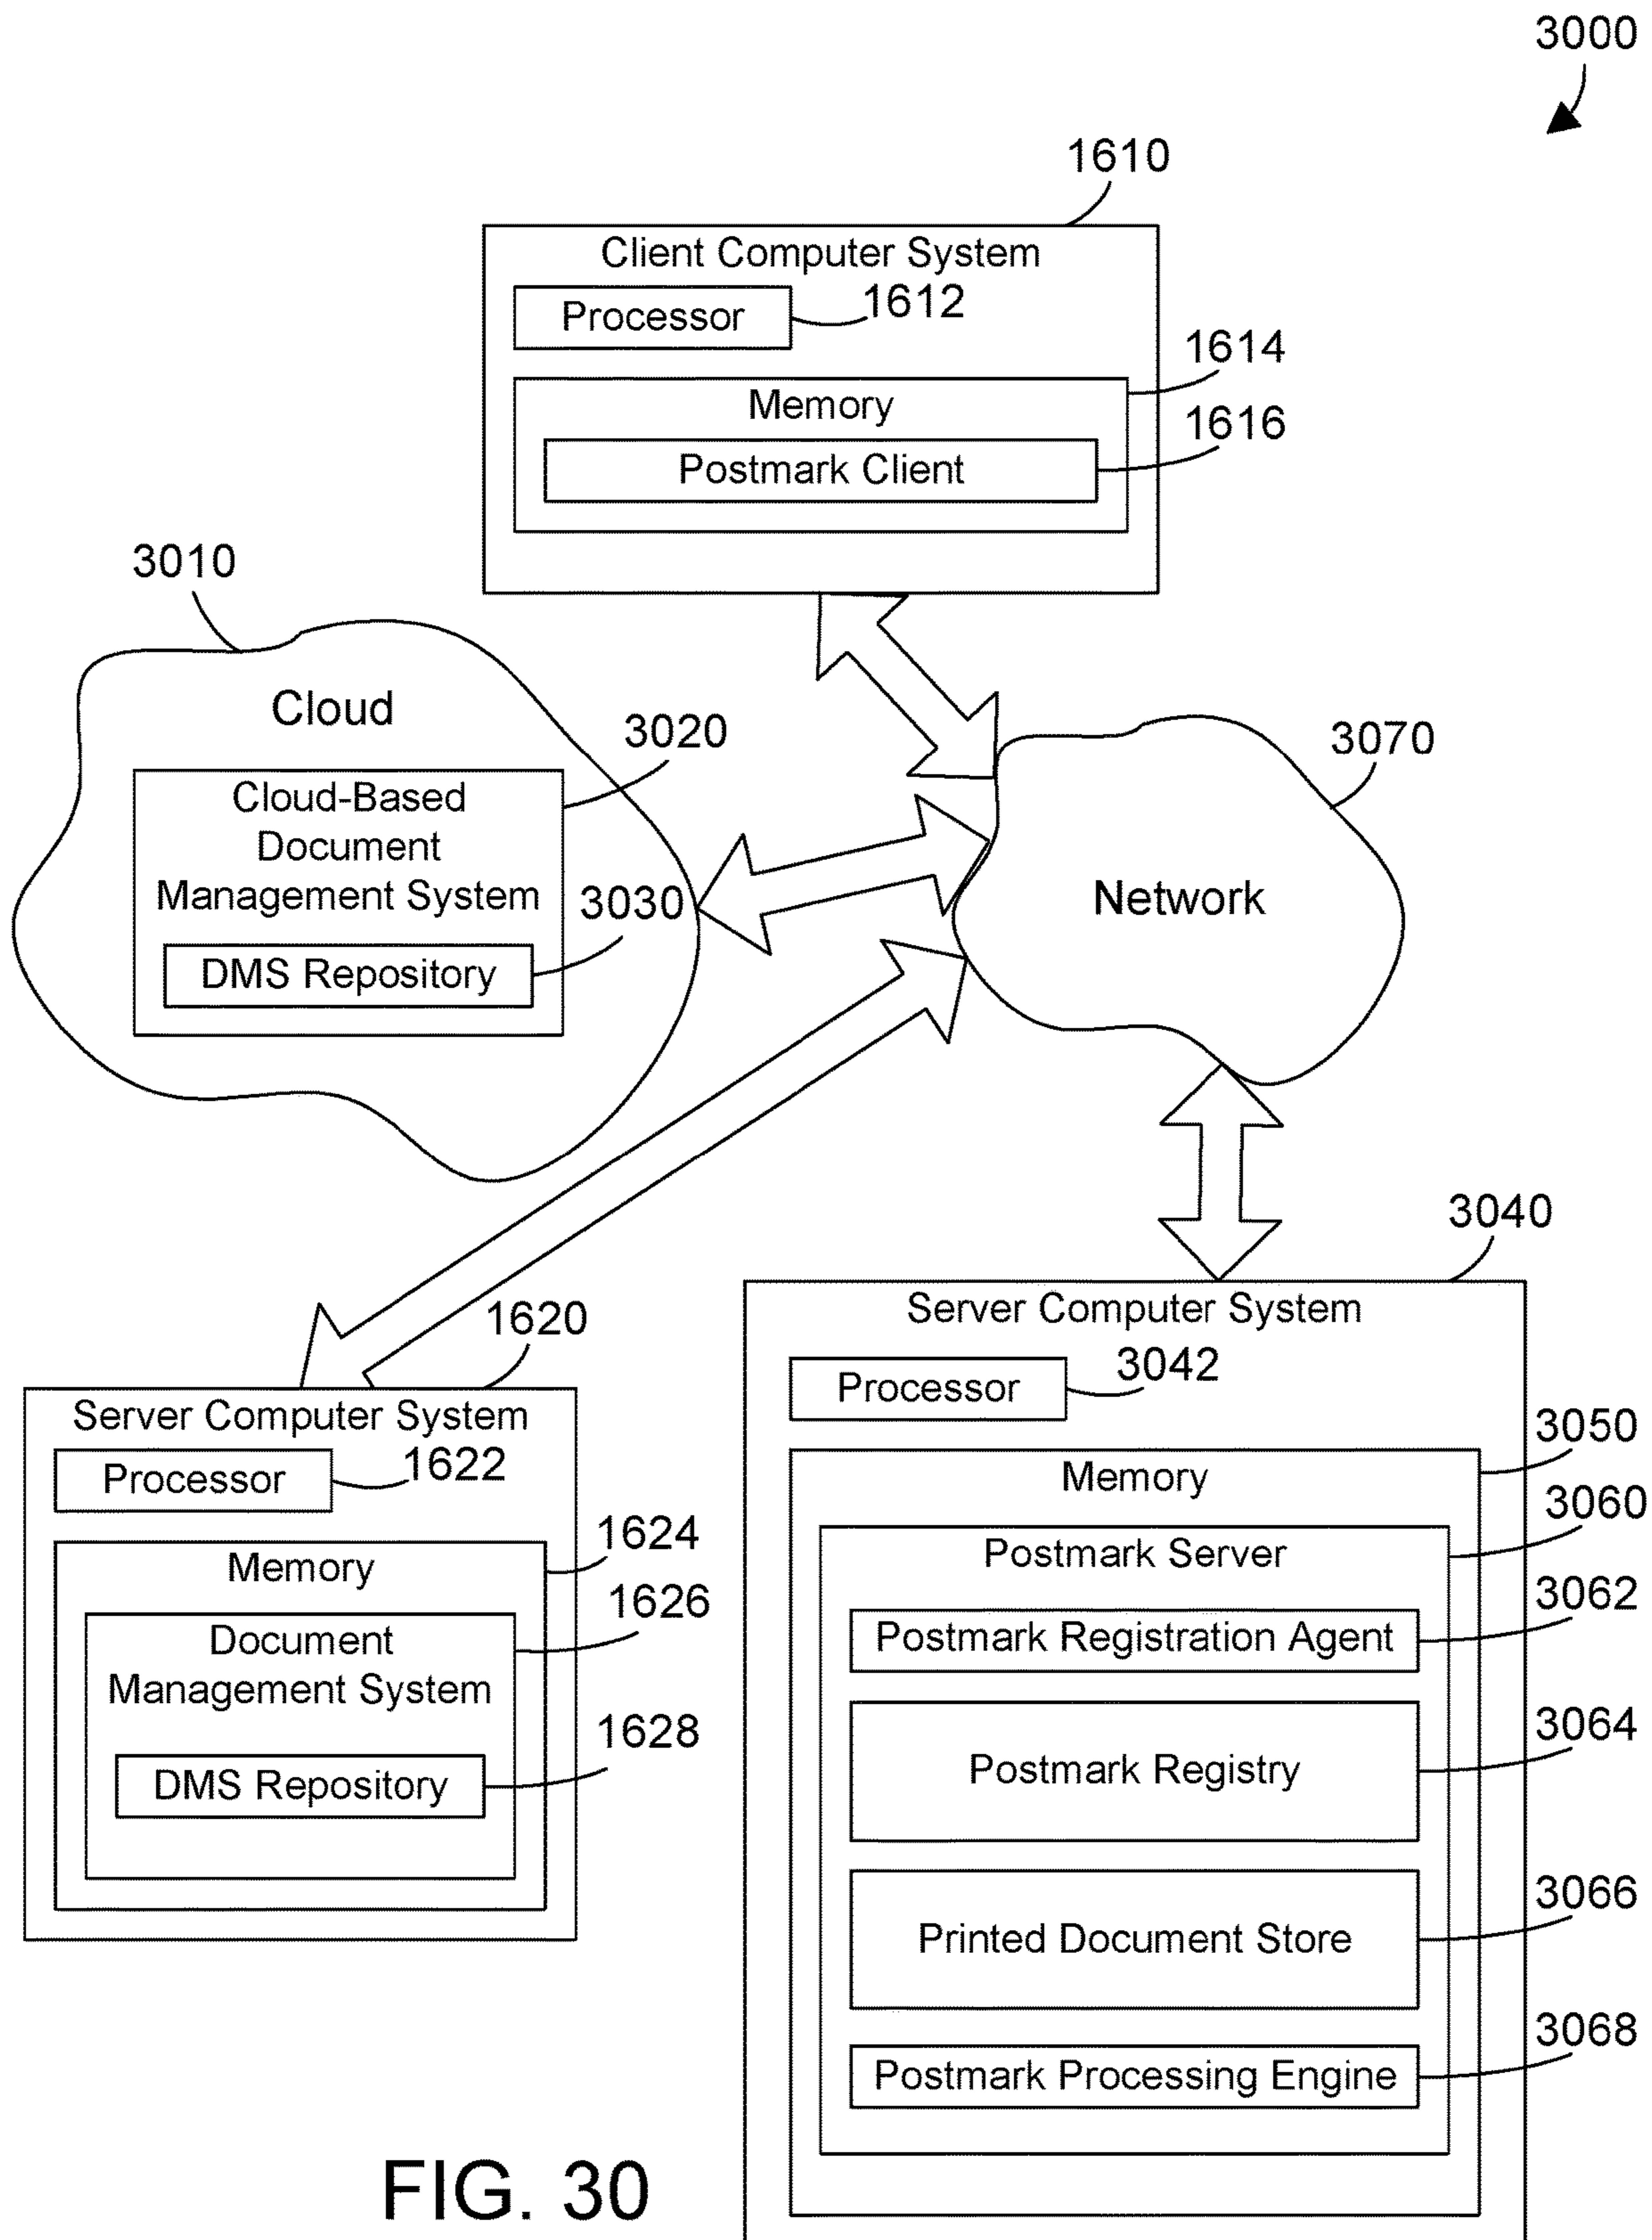 3000
1610
Client Computer System
Processor
1612
1614
Memory
1616
Postmark Client
3010
Cloud
3020
3070
Cloud-Based
Document
Management System
3030
Network
DMS Repository
3040
Server Computer System
1620
Processor
3042
Server Computer System
3050
Processor
1622
Memory
3060
1624
Memory
Postmark Server
1626
3062
Document
Management System
Postmark Registration Agent
1628
3064
DMS Repository
Postmark Registry
3066
Printed Document Store
3068
Postmark Processing Engine
FIG. 30